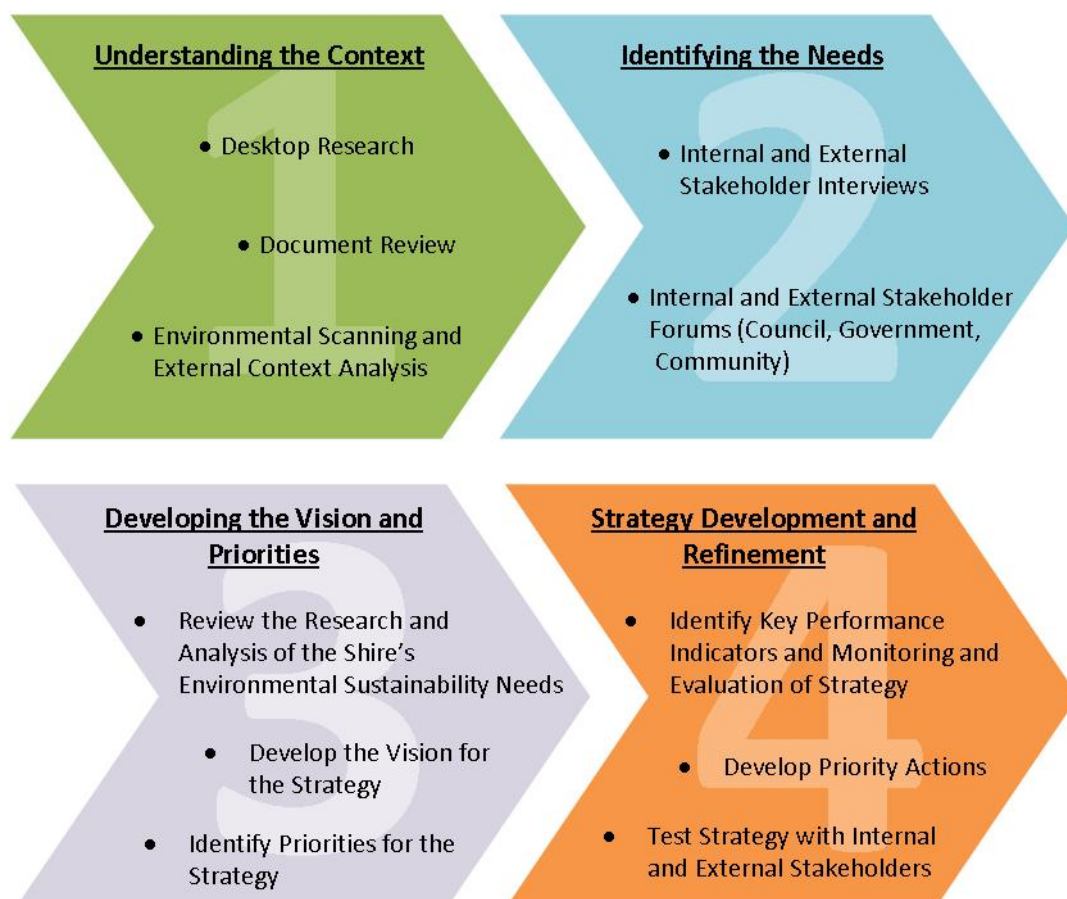 1
Understanding the Context
• Desktop Research
• Document Review
• Environmental Scanning and
External Context Analysis
2
Identifying the Needs
• Internal and External
Stakeholder Interviews
• Internal and External Stakeholder
Forums (Council, Government,
Community)
3
Developing the Vision and
Priorities
• Review the Research and
Analysis of the Shire's
Environmental Sustainability Needs
• Develop the Vision for
the Strategy
• Identify Priorities for the
Strategy
4
Strategy Development and
Refinement
• Identify Key Performance
Indicators and Monitoring and
Evaluation of Strategy
• Develop Priority Actions
• Test Strategy with Internal
and External Stakeholders